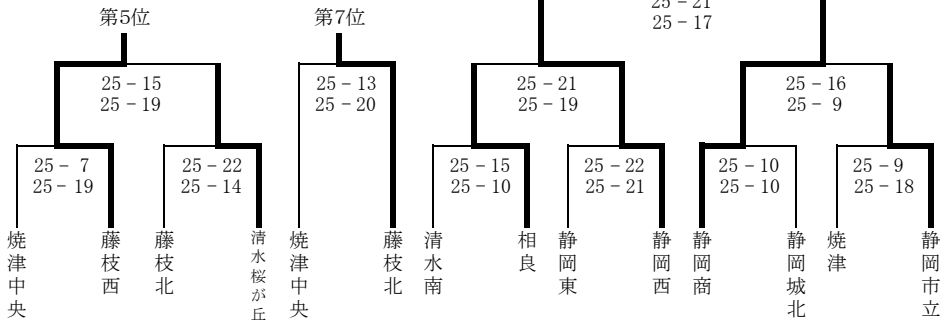 25－21
25－17
第5位
第7位
25－15
25－19
25－13
25－20
25－21
25－19
25－16
25－ 9
25－ 7
25－19
25－22
25－14
25－15
25－10
25－22
25－21
25－10
25－10
25－9
25－18
焼津中央
藤枝西
藤枝北
清水桜が丘
焼津中央
藤枝北
清水南
相良
静岡東
静岡西
静岡商
静岡城北
焼津
静岡市立